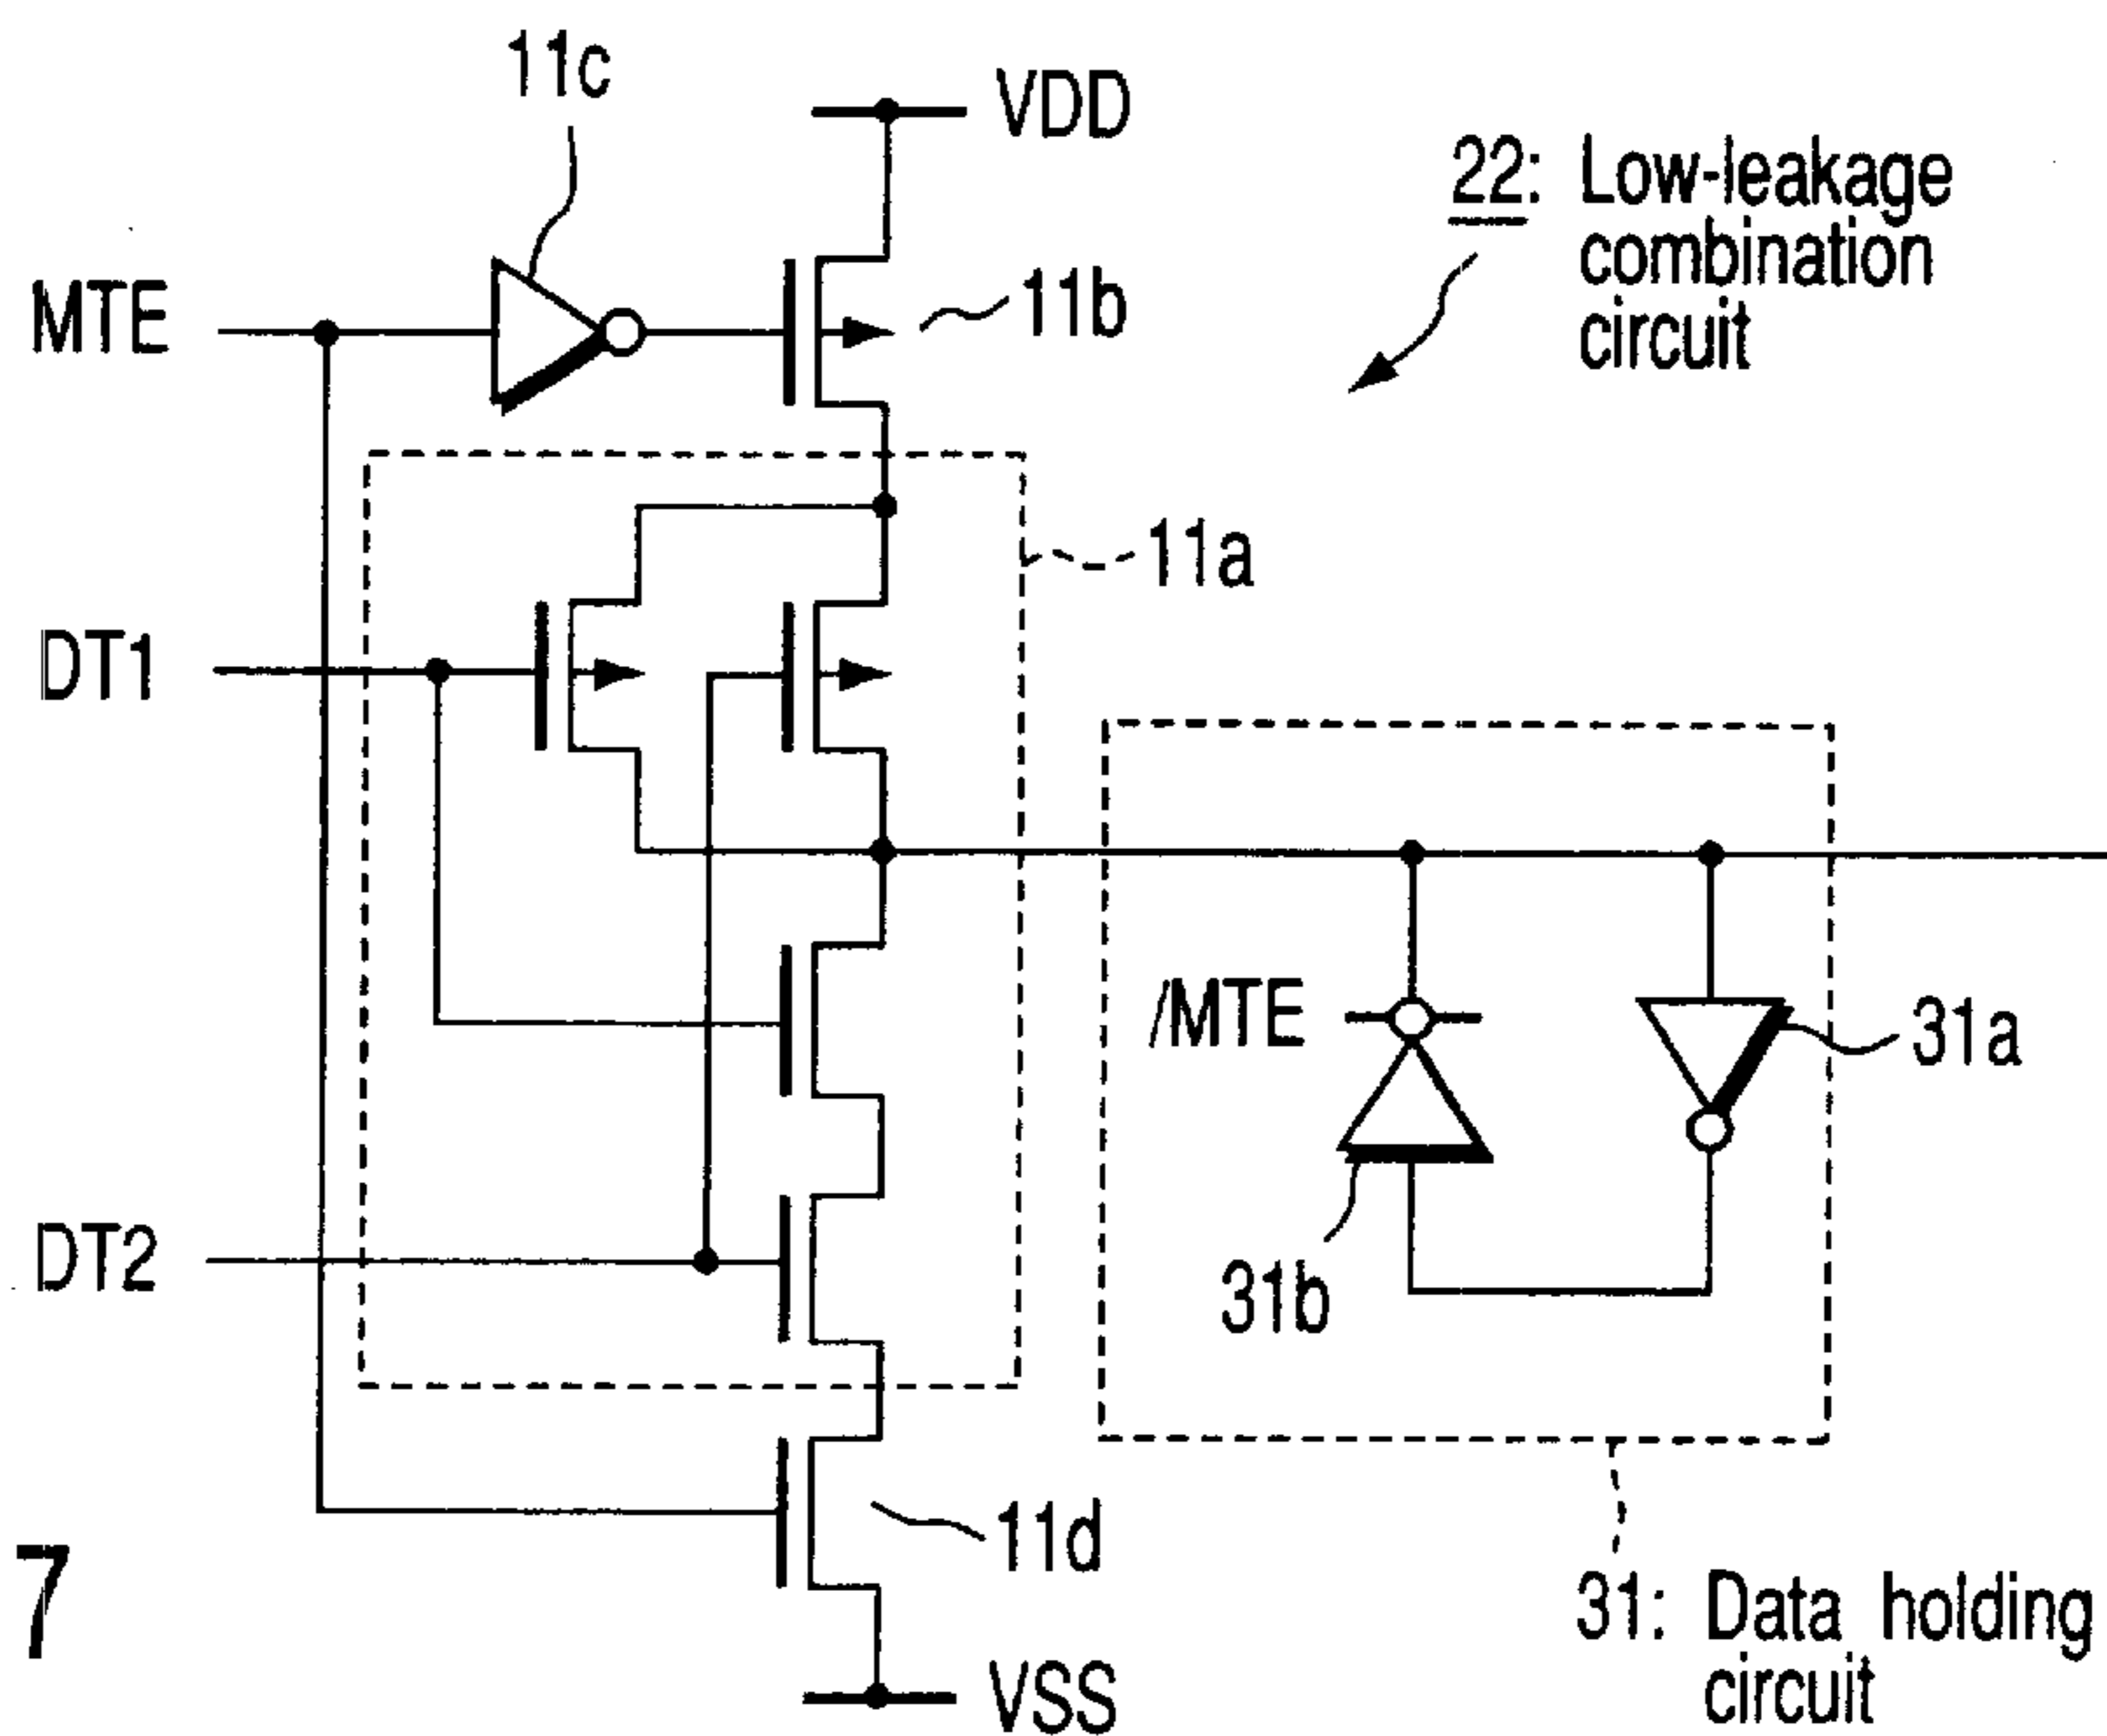 11c
VDD
22: Low-leakage
combination
circuit
MTE
11b
11a
DT1
/MTE
31a
DT2
31b
11d
7
31: Data holding
circuit
VSS